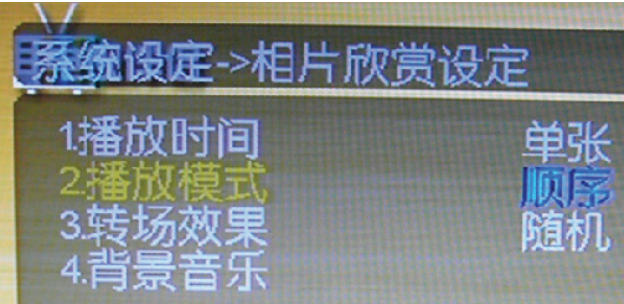 系统设定->相片欣赏设定
1.播放时间
2.播放模式
3.转场效果
4.背景音乐
单张
顺序
随机